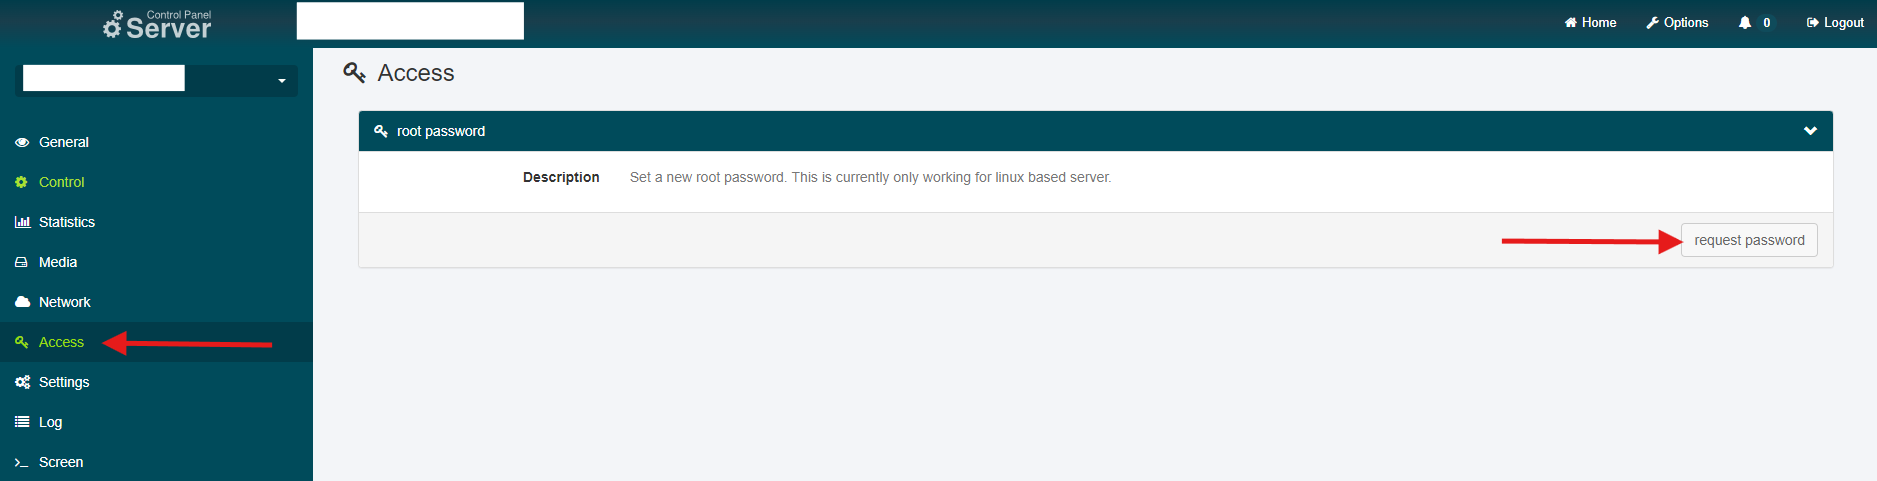 Control Panel
Server
Home
Options
0
Logout
General
Control
Statistics
Media
Network
Access
Settings
Log
Screen
Access
root password
Description Set a new root password. This is currently only working for linux based server.
request password